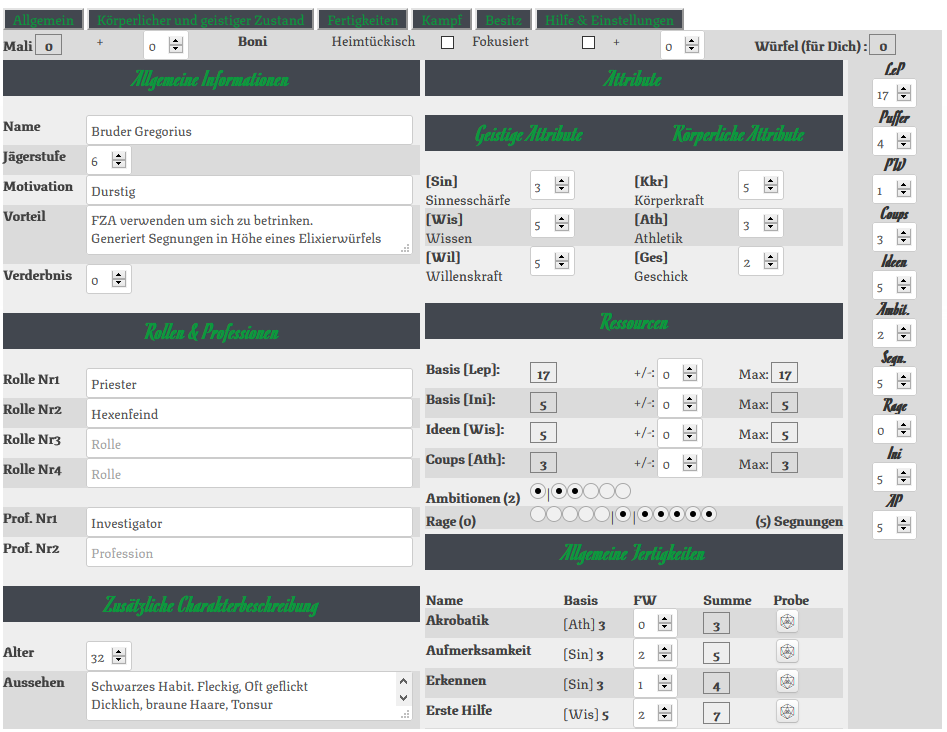 Allgemein Körperlicher und geistiger Zustand Fertigkeiten Kampf Besitz Hilfe & Einstellungen
Mali 0 + 0 Boni Heimtückisch Fokusiert + 0 Würfel (für Dich) : 0
Allgemeine Informationen
Name Bruder Gregorius
Jägerstufe 6
Motivation Durstig
Vorteil FZA verwenden um sich zu betrinken.
Generiert Segnungen in Höhe eines Elixierwürfels
Verderbnis 0
Rollen & Professionen
Rolle Nr1 Priester
Rolle Nr2 Hexenfeind
Rolle Nr3 Rolle
Rolle Nr4 Rolle
Prof. Nr1 Investigator
Prof. Nr2 Profession
Zusätzliche Charakterbeschreibung
Alter 32
Aussehen Schwarzes Habit. Fleckig, Oft geflickt
Dicklich, braune Haare, Tonsur
Attribute
Geistige Attribute Körperliche Attribute
[Sin] 3 [Kkr] 5
Sinnesschärfe Körperkraft
[Wis] 5 [Ath] 3
Wissen Athletik
[Wil] 5 [Ges] 2
Willenskraft Geschick
Ressourcen
Basis [Lep]: 17 +/-: 0 Max: 17
Basis [Ini]: 5 +/-: 0 Max: 5
Ideen [Wis]: 5 +/-: 0 Max: 5
Coups [Ath]: 3 +/-: 0 Max: 3
Ambitionen (2)
Rage (0) (5) Segnungen
Allgemeine Fertigkeiten
Name Basis FW Summe Probe
Akrobatik [Ath] 3 0 3
Aufmerksamkeit [Sin] 3 2 5
Erkennen [Sin] 3 1 4
Erste Hilfe [Wis] 5 2 7
LeP
17
Puffer
4
PW
1
Coups
3
Ideen
5
Ambit.
2
Segn.
5
Rage
0
Ini
5
AP
5